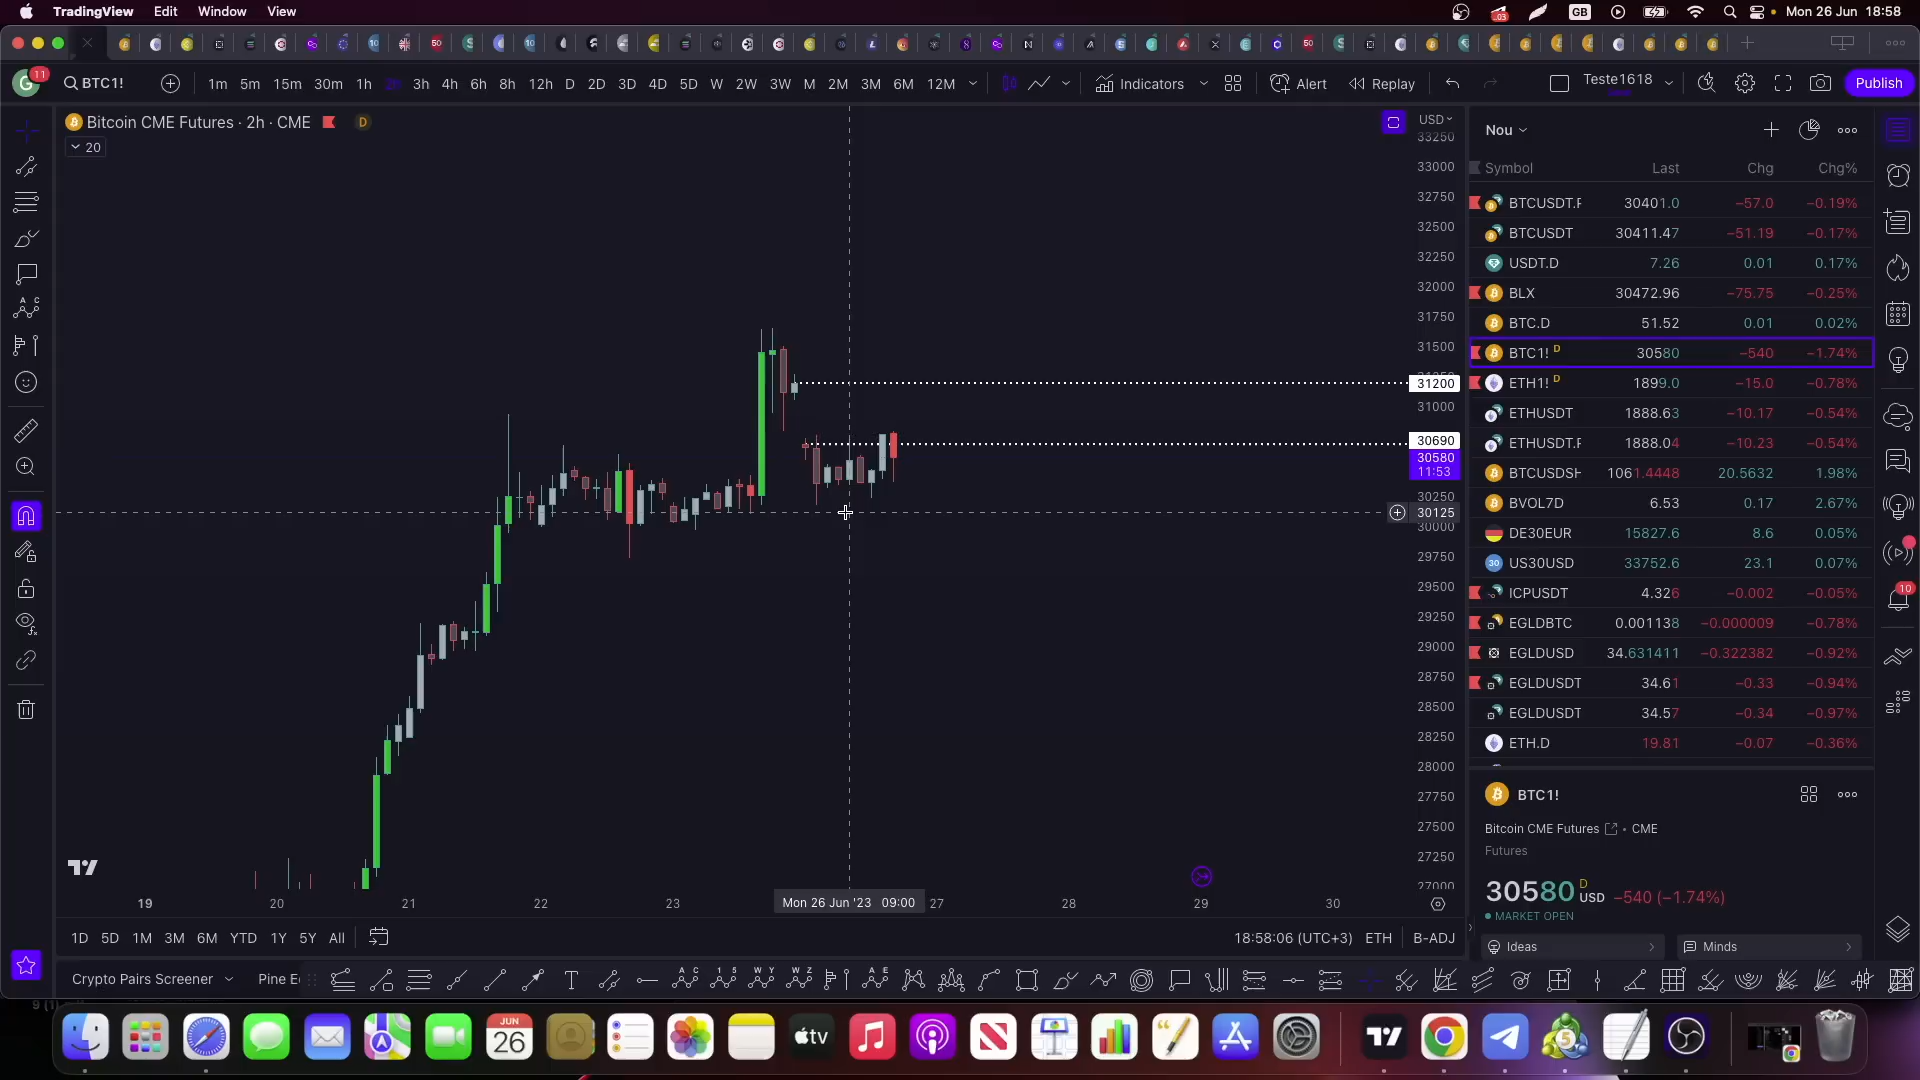 TradingView Edit Window View
.03 GB Mon 26 Jun 18:58
G 11 BTC1! 1m 5m 15m 30m 1h 2h 3h 4h 6h 8h 12h D 2D 3D 4D 5D W 2W 3W M 2M 3M 6M 12M Indicators Alert Replay Teste1618 Publish
Bitcoin CME Futures · 2h · CME D
20
USD
33250
33000
32750
32500
32250
32000
31750
31500
31200
31000
30690
30580
11:53
30250
30125
30000
29750
29500
29250
29000
28750
28500
28250
28000
27750
27500
27250
27000
19 20 21 22 23 Mon 26 Jun '23 09:00 27 28 29 30
1D 5D 1M 3M 6M YTD 1Y 5Y All
18:58:06 (UTC+3) ETH B-ADJ
Crypto Pairs Screener Pine E
Nou
Symbol Last Chg Chg%
BTCUSDT.F 30401.0 −57.0 −0.19%
BTCUSDT 30411.47 −51.19 −0.17%
USDT.D 7.26 0.01 0.17%
BLX 30472.96 −75.75 −0.25%
BTC.D 51.52 0.01 0.02%
BTC1! D 30580 −540 −1.74%
ETH1! D 1899.0 −15.0 −0.78%
ETHUSDT 1888.63 −10.17 −0.54%
ETHUSDT.F 1888.04 −10.23 −0.54%
BTCUSDSH 1061.4448 20.5632 1.98%
BVOL7D 6.53 0.17 2.67%
DE30EUR 15827.6 8.6 0.05%
US30USD 33752.6 23.1 0.07%
ICPUSDT 4.326 −0.002 −0.05%
EGLDBTC 0.001138 −0.000009 −0.78%
EGLDUSD 34.631411 −0.322382 −0.92%
EGLDUSDT 34.61 −0.33 −0.94%
EGLDUSDT 34.57 −0.34 −0.97%
ETH.D 19.81 −0.07 −0.36%
10
BTC1!
Bitcoin CME Futures • CME
Futures
30580 D USD −540 (−1.74%)
MARKET OPEN
Ideas Minds
JUN
26
tv